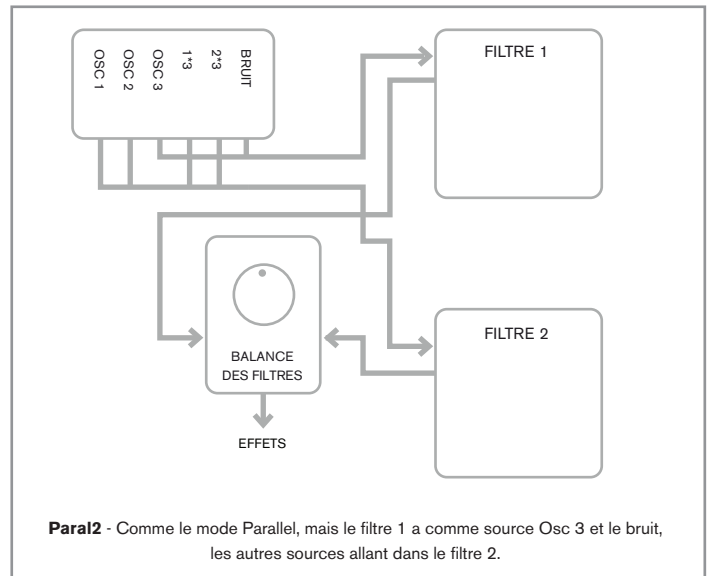 OSC 1
OSC 2
OSC 3
1*3
2*3
BRUIT
FILTRE 1
FILTRE 2
BALANCE
DES FILTRES
EFFETS
Paral2 - Comme le mode Parallel, mais le filtre 1 a comme source Osc 3 et le bruit,
les autres sources allant dans le filtre 2.